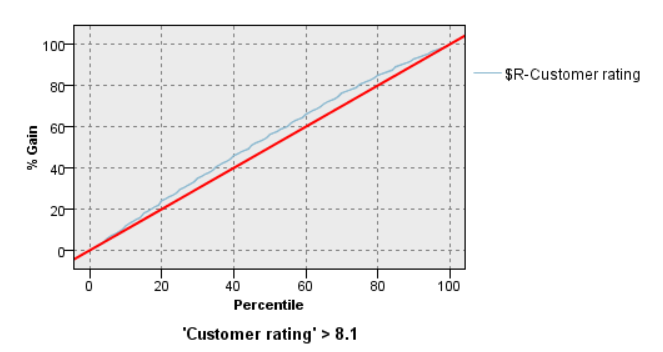 100
80
60
40
20
0
% Gain
0 20 40 60 80 100
Percentile
'Customer rating' > 8.1
$R-Customer rating